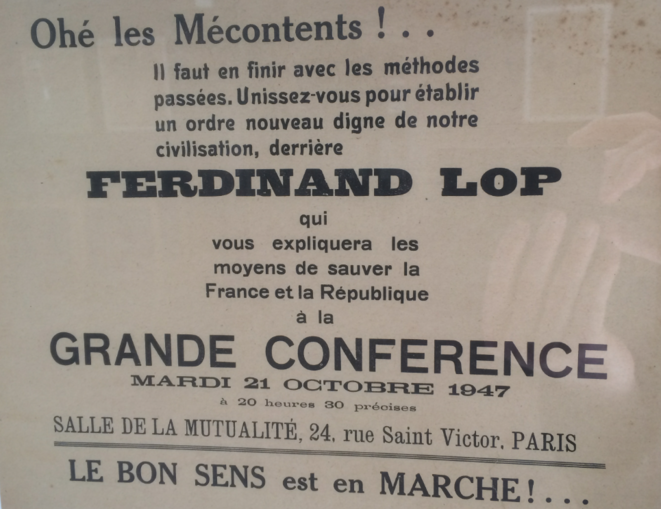 Ohé les Mécontents !...
Il faut en finir avec les méthodes
passées. Unissez-vous pour établir
un ordre nouveau digne de notre
civilisation, derrière
FERDINAND LOP
qui
vous expliquera les
moyens de sauver la
France et la République
à la
GRANDE CONFERENCE
MARDI 21 OCTOBRE 1947
à 20 heures 30 précises
SALLE DE LA MUTUALITÉ, 24, rue Saint Victor. PARIS
LE BON SENS est en MARCHE !....